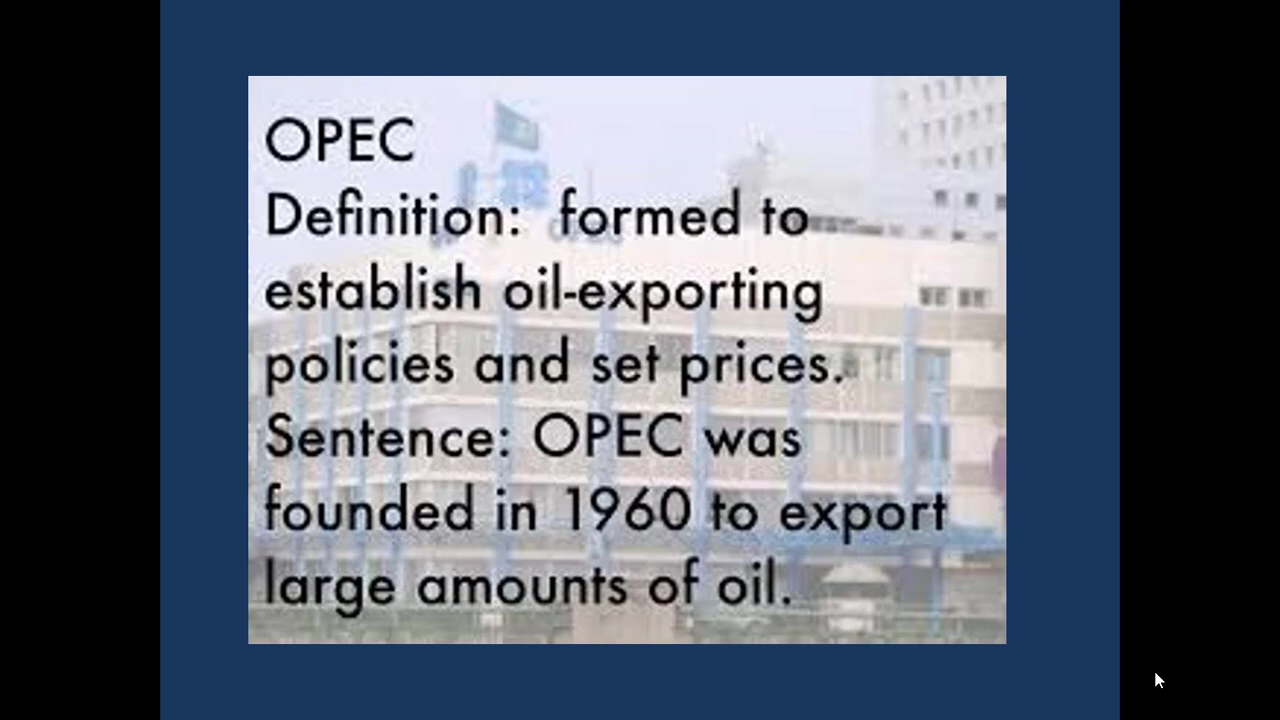 OPEC
Definition: formed to
establish oil-exporting
policies and set prices.
Sentence: OPEC was
founded in 1960 to export
large amounts of oil.